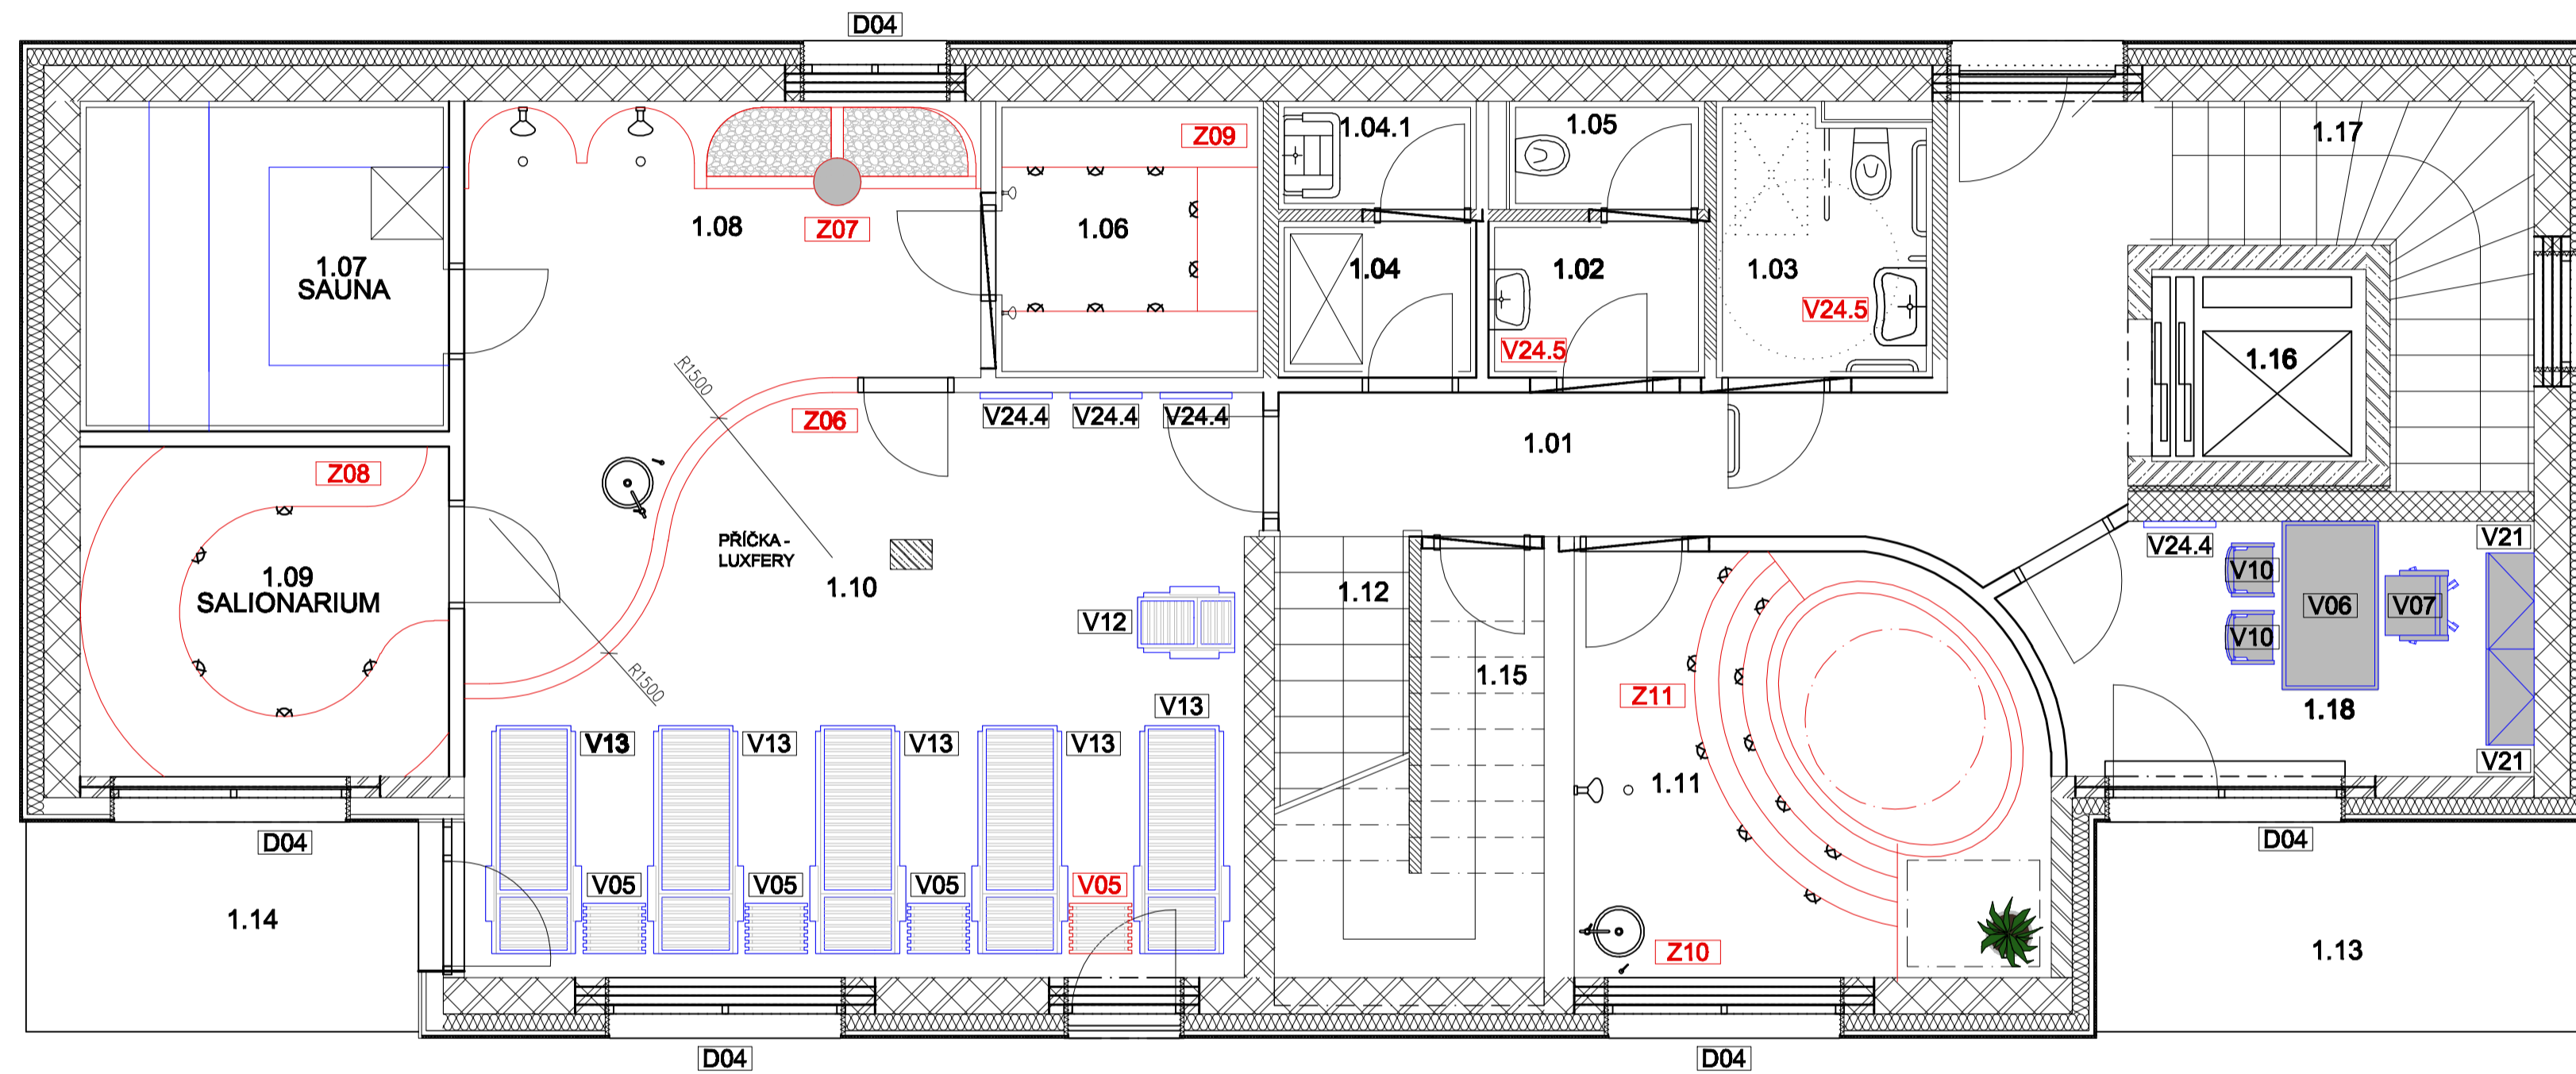 D04
1.04.1
1.05
Z09
1.17
1.08
Z07
1.06
1.07
SAUNA
1.04
1.02
1.03
V24.5
V24.5
1.16
R1500
Z06
V24.4
V24.4
V24.4
1.01
Z08
PŘÍČKA -
LUXFERY
1.09
SALIONARIUM
1.10
1.12
V12
R1500
1.15
Z11
V24.4
V21
V10
V06
V07
V10
1.18
V21
V13
V13
V13
V13
V13
1.11
D04
D04
V05
V05
V05
V05
1.14
Z10
1.13
D04
D04